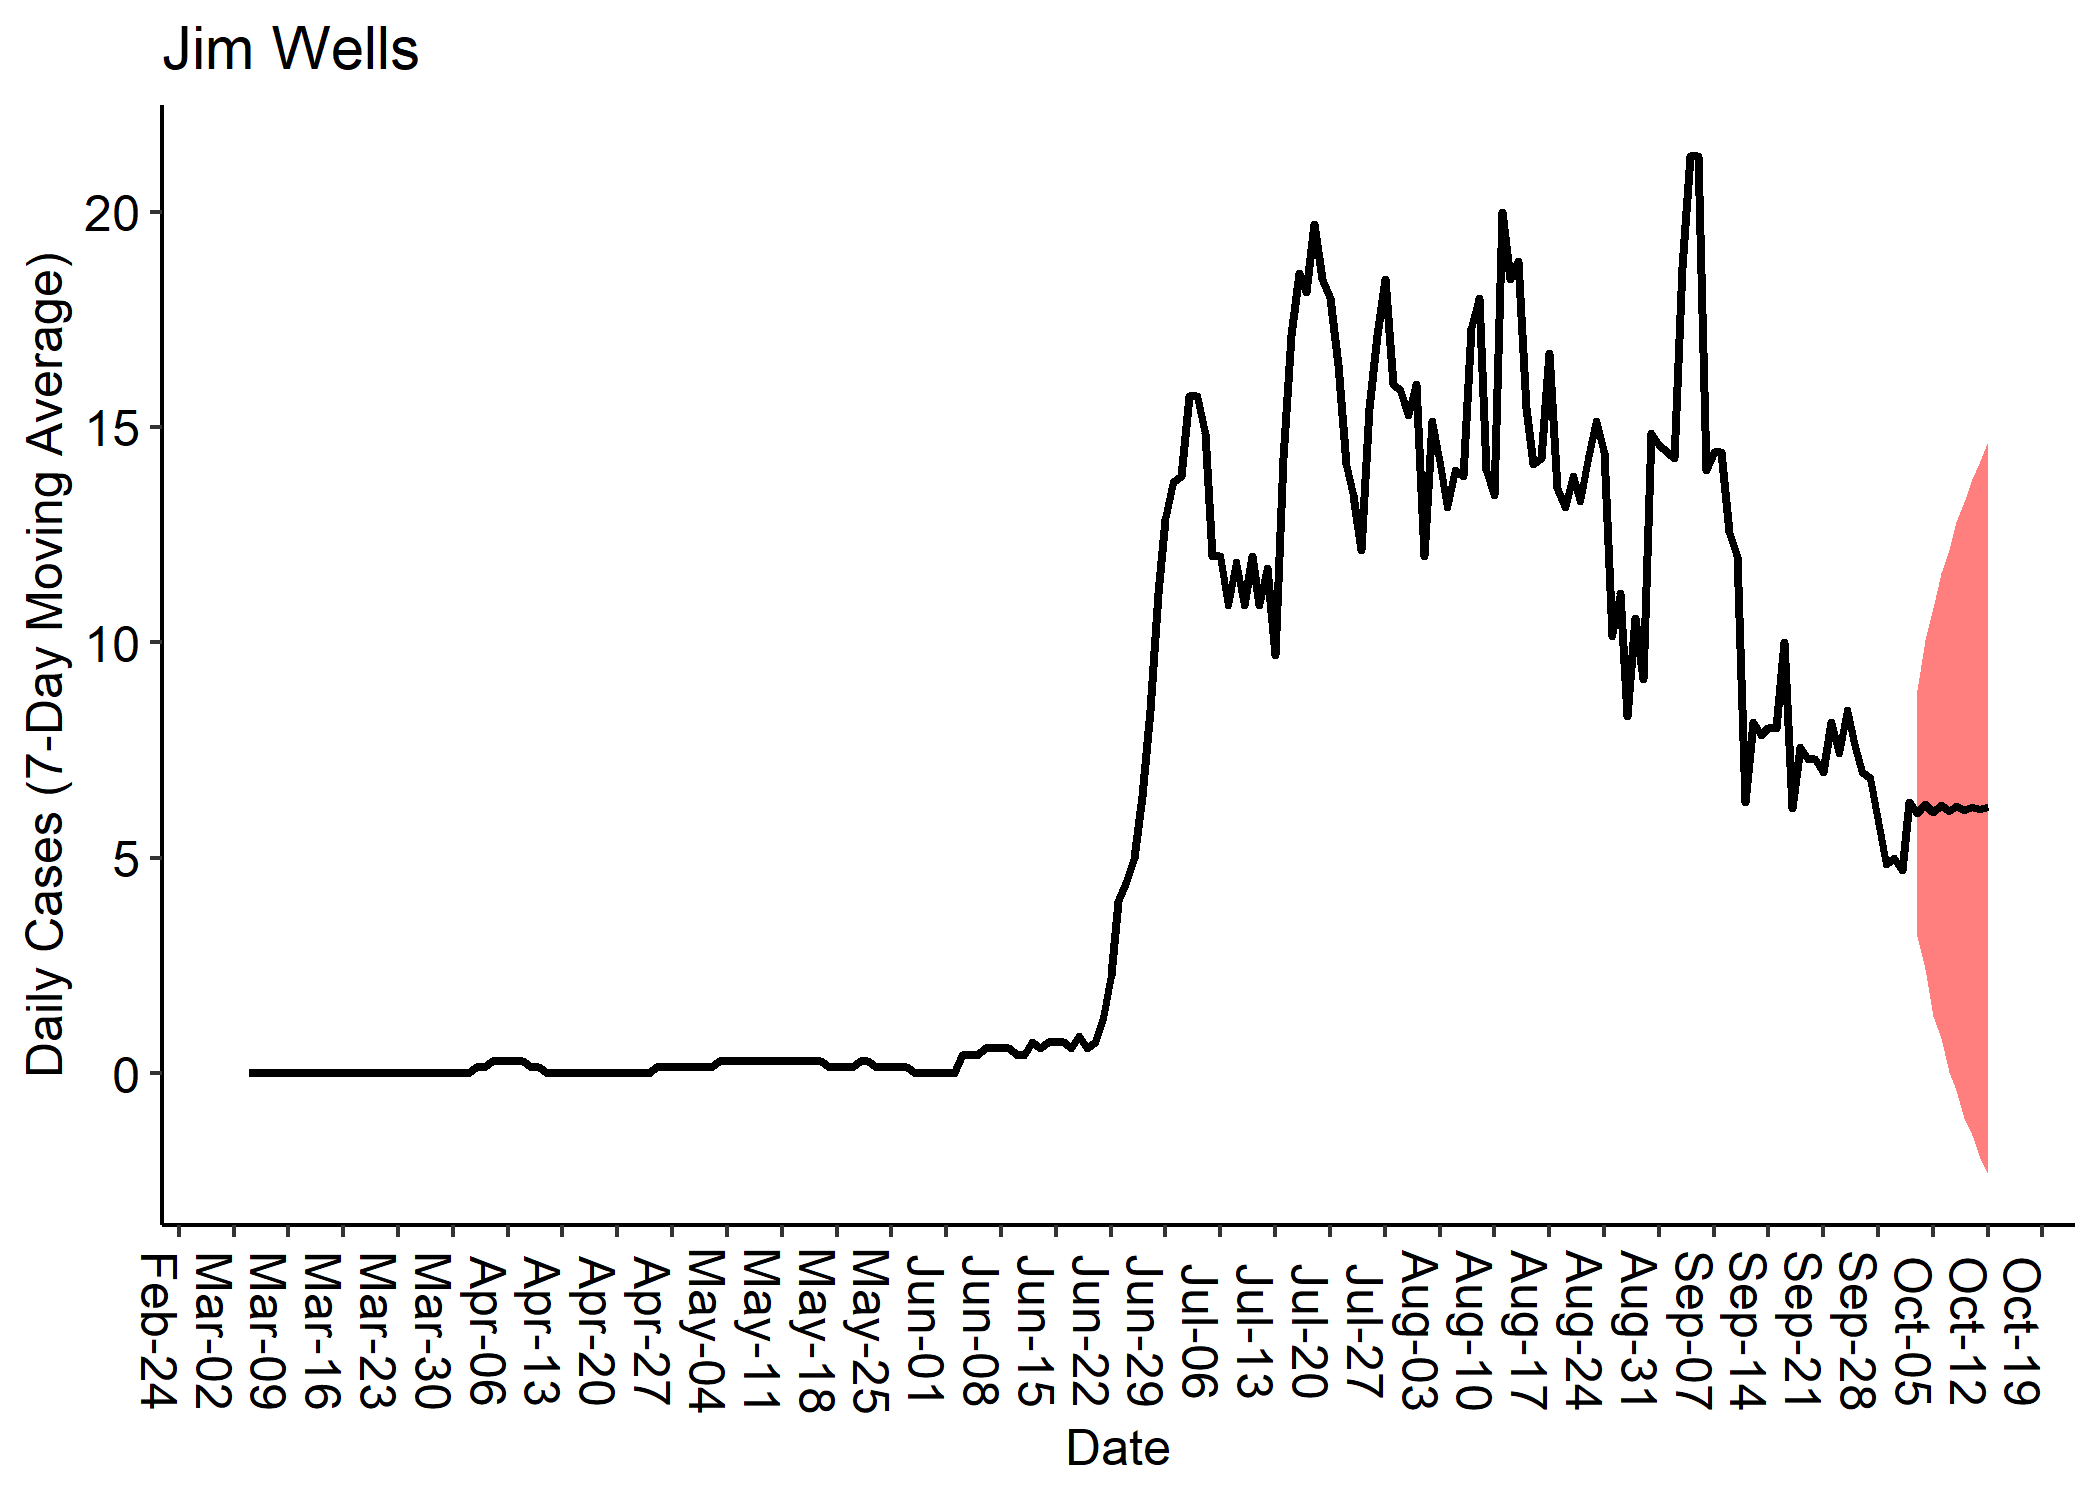 Jim Wells
Daily Cases (7-Day Moving Average)
20
15
10
5
0
Feb-24
Mar-02
Mar-09
Mar-16
Mar-23
Mar-30
Apr-06
Apr-13
Apr-20
Apr-27
May-04
May-11
May-18
May-25
Jun-01
Jun-08
Jun-15
Jun-22
Jun-29
Jul-06
Jul-13
Jul-20
Jul-27
Aug-03
Aug-10
Aug-17
Aug-24
Aug-31
Sep-07
Sep-14
Sep-21
Sep-28
Oct-05
Oct-12
Oct-19
Date